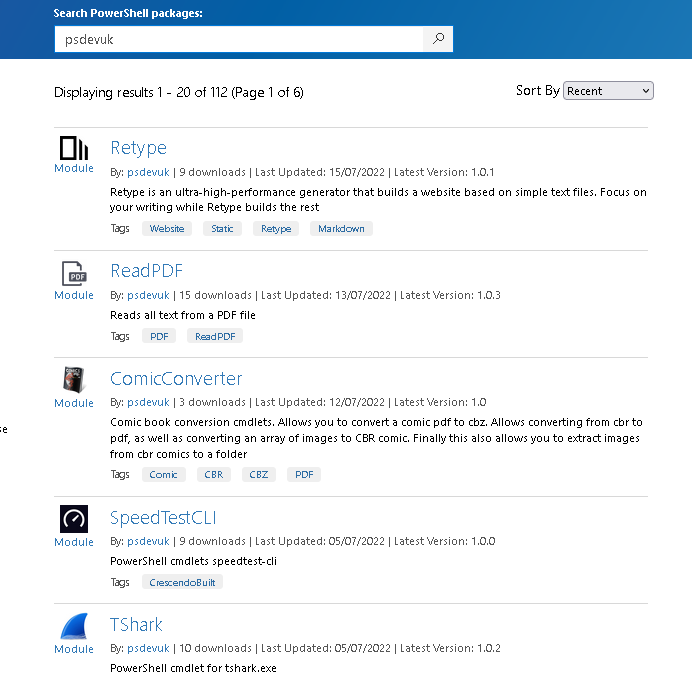 Search PowerShell packages:
psdevuk
Displaying results 1 - 20 of 112 (Page 1 of 6)
Sort By Recent
Retype
Module
By: psdevuk | 9 downloads | Last Updated: 15/07/2022 | Latest Version: 1.0.1
Retype is an ultra-high-performance generator that builds a website based on simple text files. Focus on
your writing while Retype builds the rest
Tags Website Static Retype Markdown
ReadPDF
PDF
Module
By: psdevuk | 15 downloads | Last Updated: 13/07/2022 | Latest Version: 1.0.3
Reads all text from a PDF file
Tags PDF ReadPDF
ComicConverter
Module
By: psdevuk | 3 downloads | Last Updated: 12/07/2022 | Latest Version: 1.0
Comic book conversion cmdlets. Allows you to convert a comic pdf to cbz. Allows converting from cbr to
se
pdf, as well as converting an array of images to CBR comic. Finally this also allows you to extract images
from cbr comics to a folder
Tags Comic CBR CBZ PDF
SpeedTestCLI
Module
By: psdevuk | 9 downloads | Last Updated: 05/07/2022 | Latest Version: 1.0.0
PowerShell cmdlets speedtest-cli
Tags CrescendoBuilt
TShark
Module
By: psdevuk | 10 downloads | Last Updated: 05/07/2022 | Latest Version: 1.0.2
PowerShell cmdlet for tshark.exe